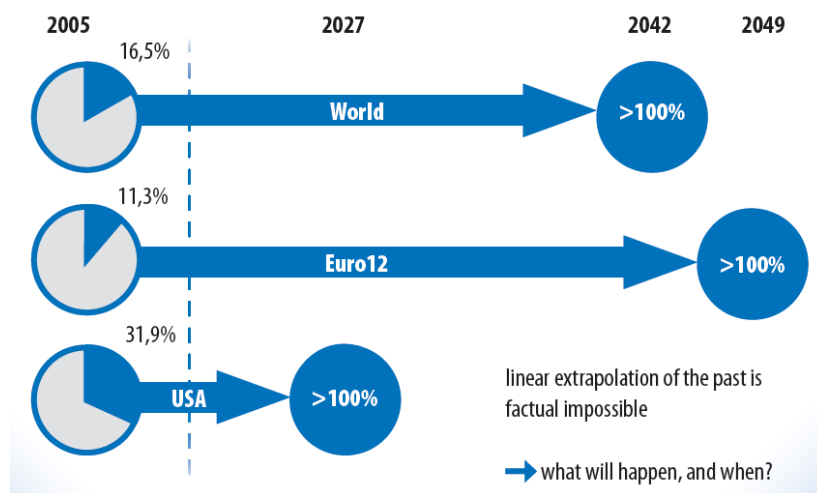 2005 2027 2042 2049
16,5%
World >100%
11,3%
Euro12 >100%
31,9%
USA >100%
linear extrapolation of the past is
factual impossible
what will happen, and when?